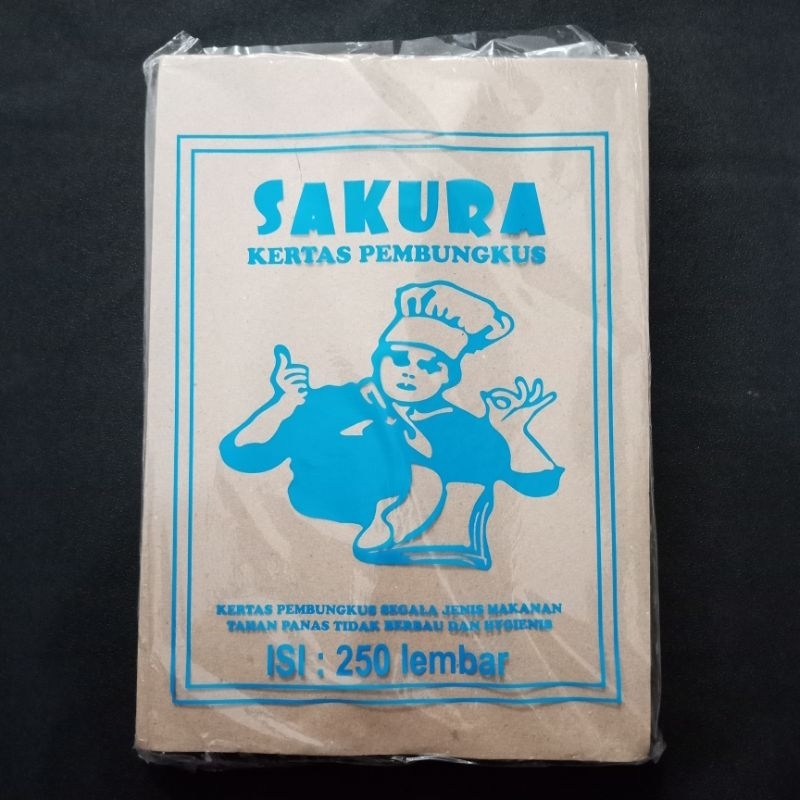 SAKURA
KERTAS PEMBUNGKUS
KERTAS PEMBUNGKUS SEGALA JENIS MAKANAN
TAHAN PANAS TIDAK BERBAU DAN HYGIENIS
ISI : 250 lembar